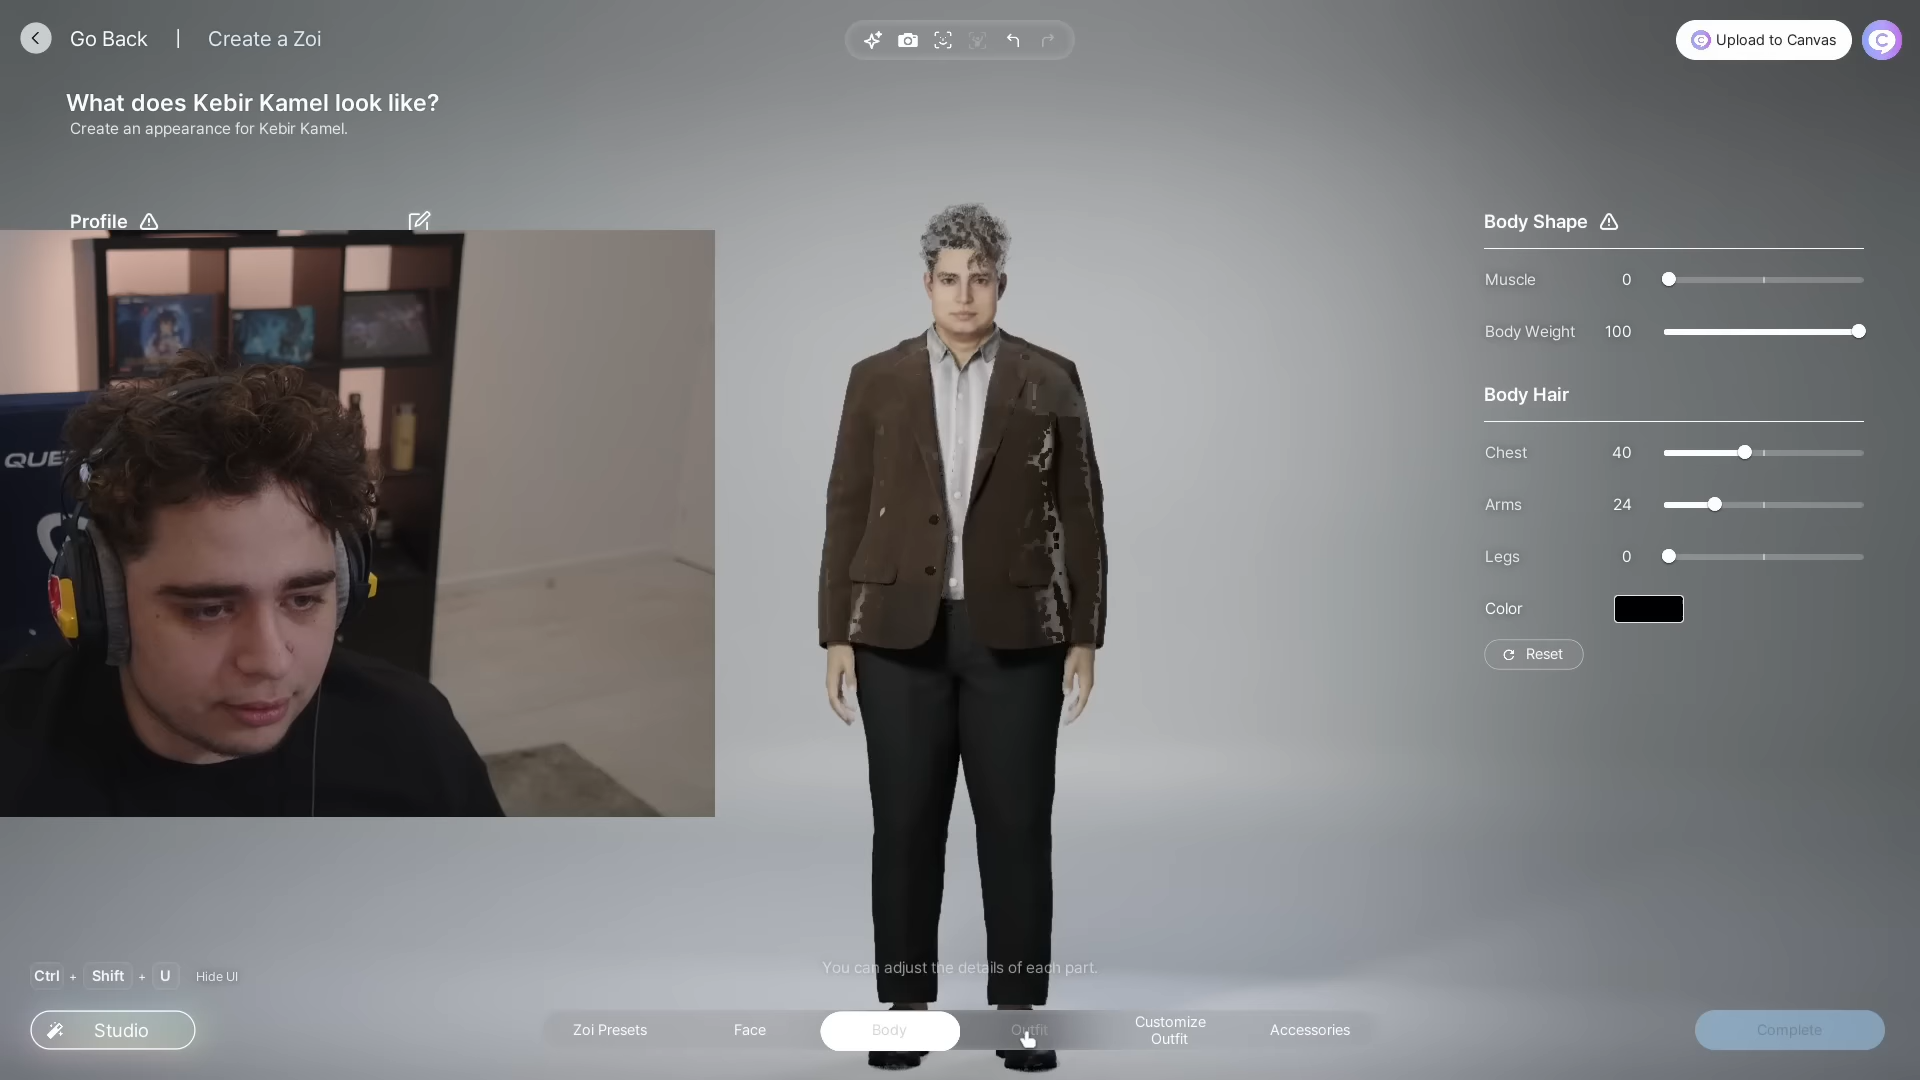 Go Back | Create a Zoi
Upload to Canvas
What does Kebir Kamel look like?
Create an appearance for Kebir Kamel.
Profile
Body Shape
Muscle 0
Body Weight 100
Body Hair
Chest 40
Arms 24
Legs 0
Color
Reset
QUE
You can adjust the details of each part.
Ctrl + Shift + U Hide UI
Studio
Zoi Presets
Face
Body
Outfit
Customize
Outfit
Accessories
Complete